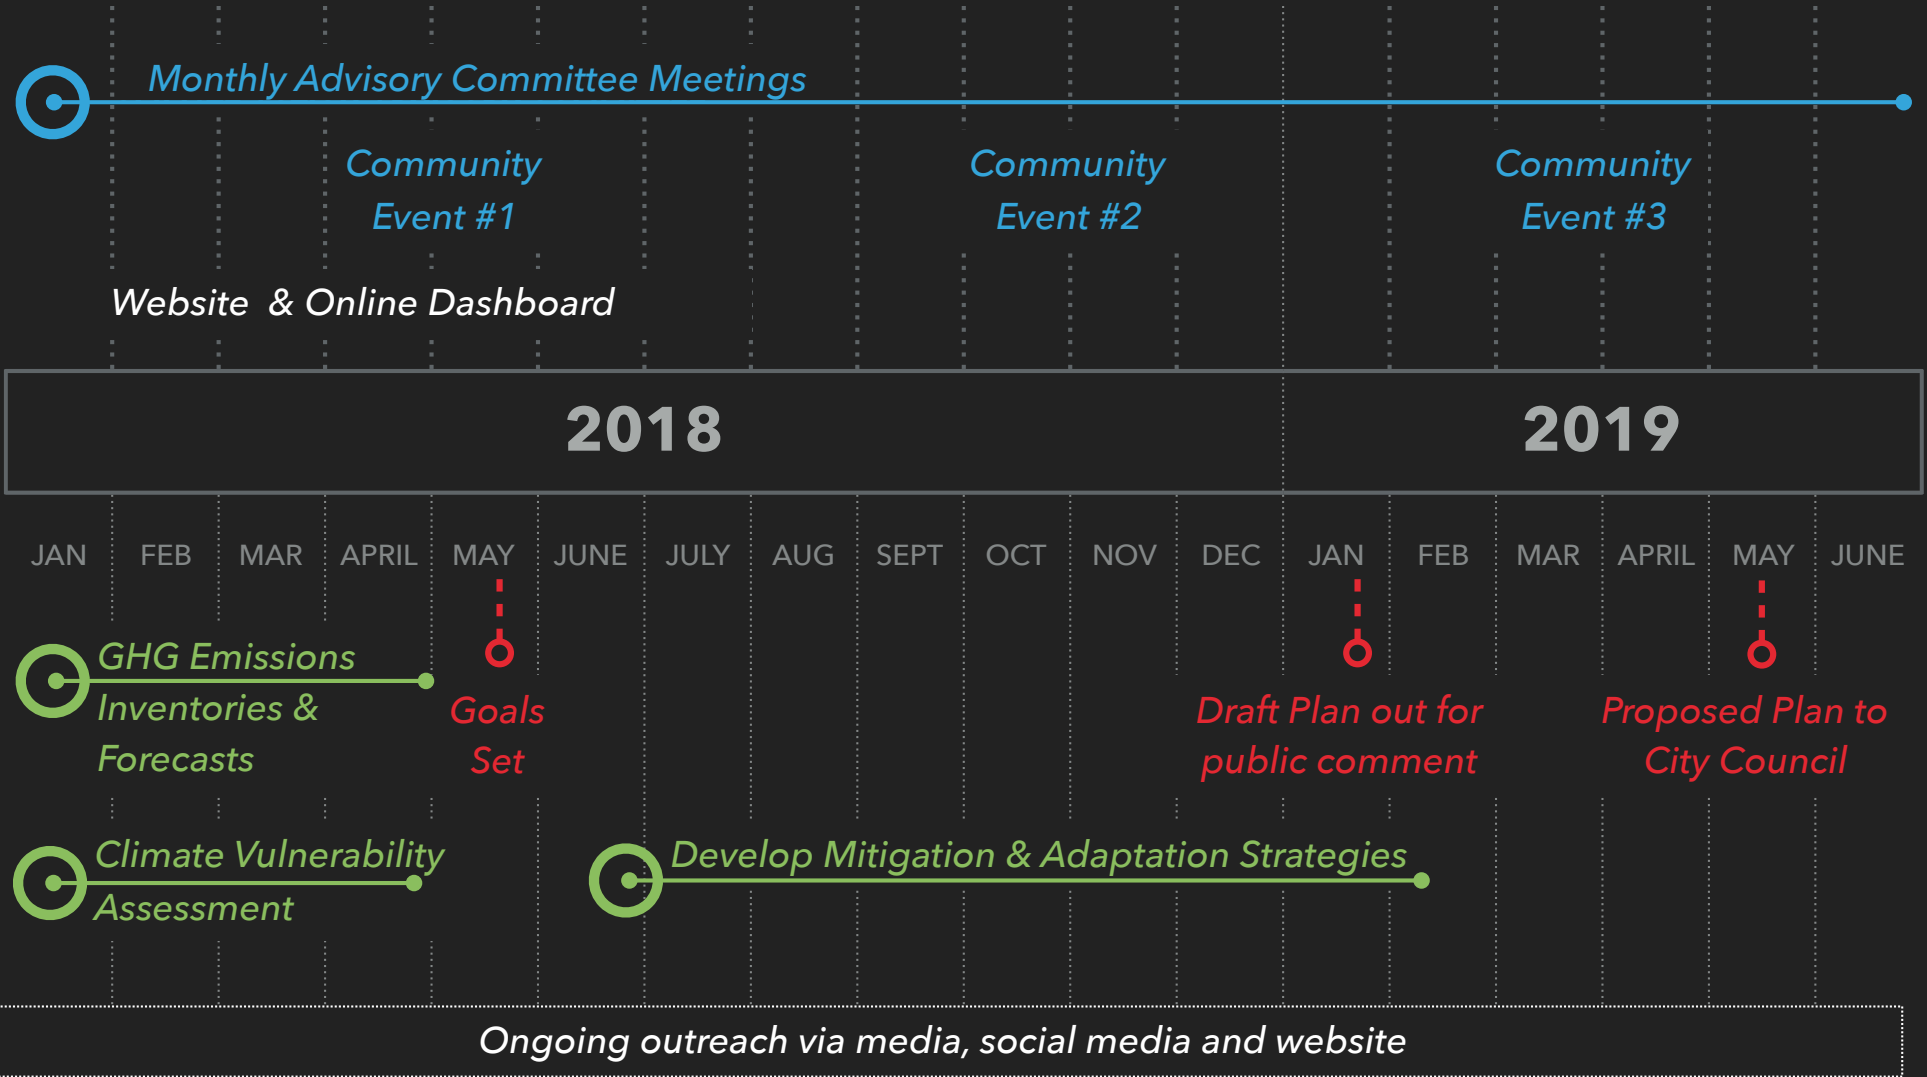 Monthly Advisory Committee Meetings
Community
Event #1
Community
Event #2
Community
Event #3
Website & Online Dashboard
2018
2019
JAN FEB MAR APRIL MAY JUNE JULY AUG SEPT OCT NOV DEC JAN FEB MAR APRIL MAY JUNE
GHG Emissions
Inventories &
Forecasts
Goals
Set
Draft Plan out for
public comment
Proposed Plan to
City Council
Climate Vulnerability
Assessment
Develop Mitigation & Adaptation Strategies
Ongoing outreach via media, social media and website